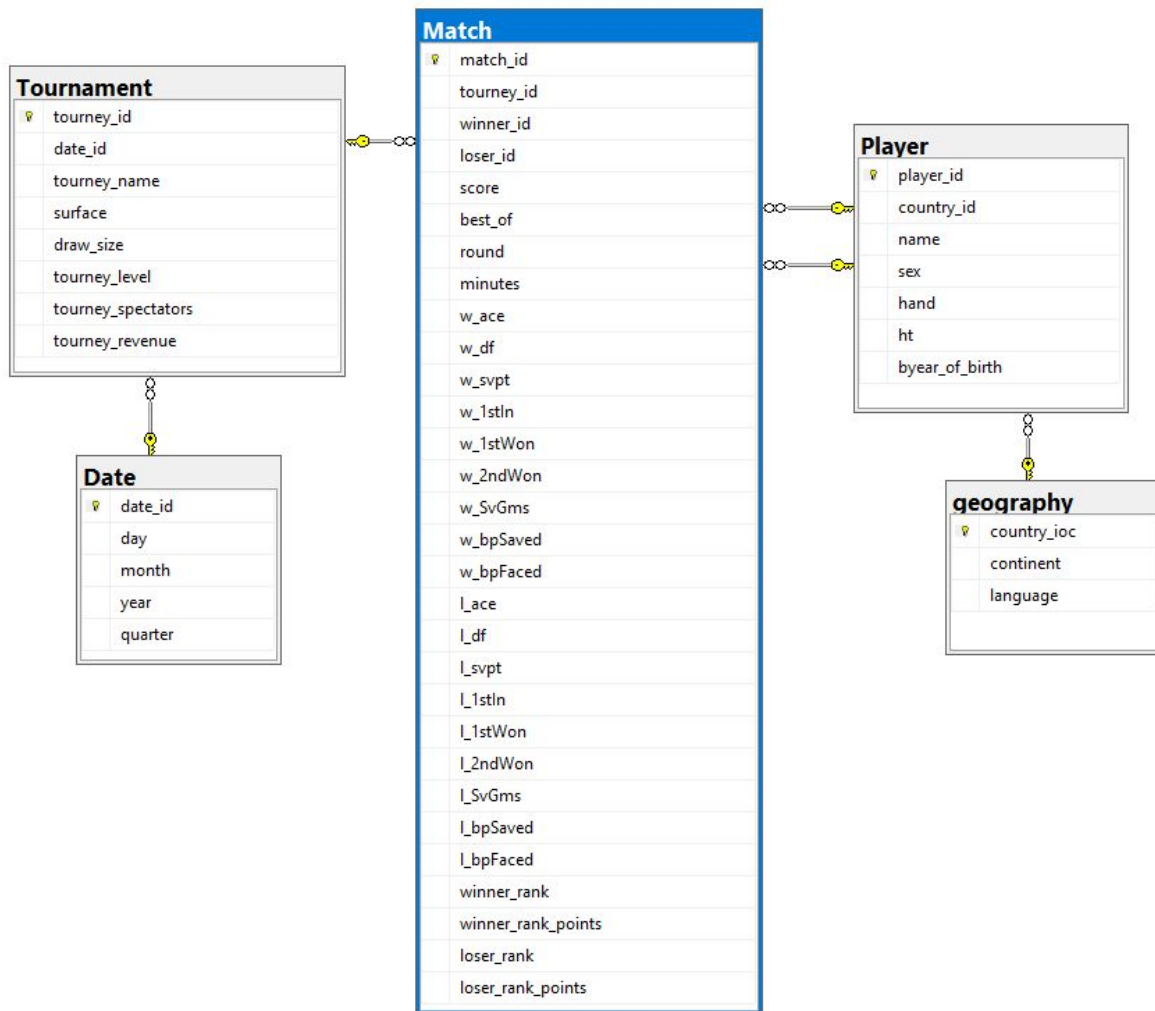 Match
match_id
tourney_id
winner_id
loser_id
score
best_of
round
minutes
w_ace
w_df
w_svpt
w_1stIn
w_1stWon
w_2ndWon
w_SvGms
w_bpSaved
w_bpFaced
l_ace
l_df
l_svpt
l_1stIn
l_1stWon
l_2ndWon
l_SvGms
l_bpSaved
l_bpFaced
winner_rank
winner_rank_points
loser_rank
loser_rank_points
Tournament
tourney_id
date_id
tourney_name
surface
draw_size
tourney_level
tourney_spectators
tourney_revenue
Date
date_id
day
month
year
quarter
Player
player_id
country_id
name
sex
hand
ht
byear_of_birth
geography
country_ioc
continent
language